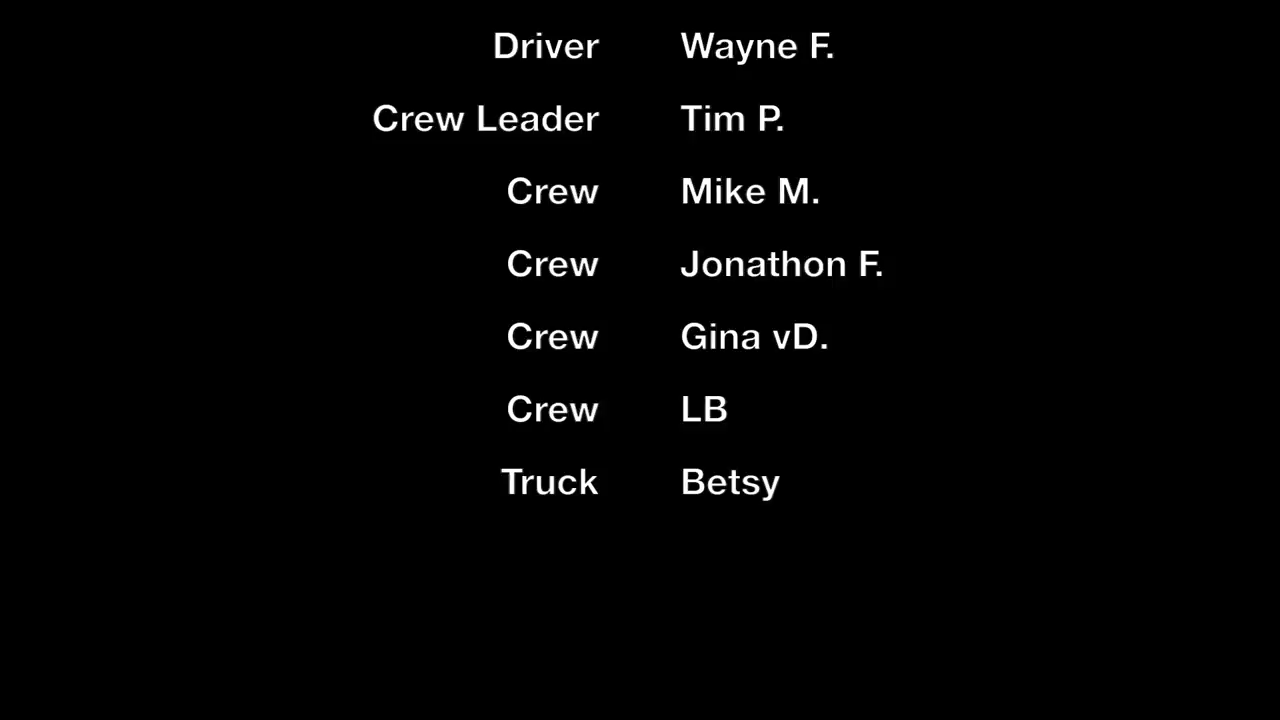 Driver Wayne F.
Crew Leader Tim P.
Crew Mike M.
Crew Jonathon F.
Crew Gina vD.
Crew LB
Truck Betsy